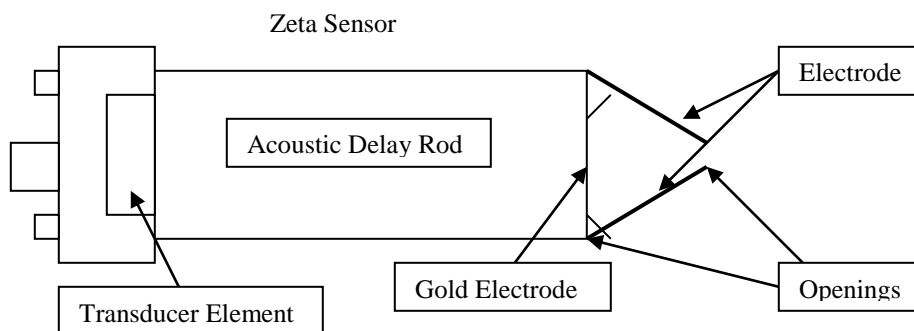 Zeta Sensor
Electrode
Acoustic Delay Rod
Gold Electrode
Openings
Transducer Element